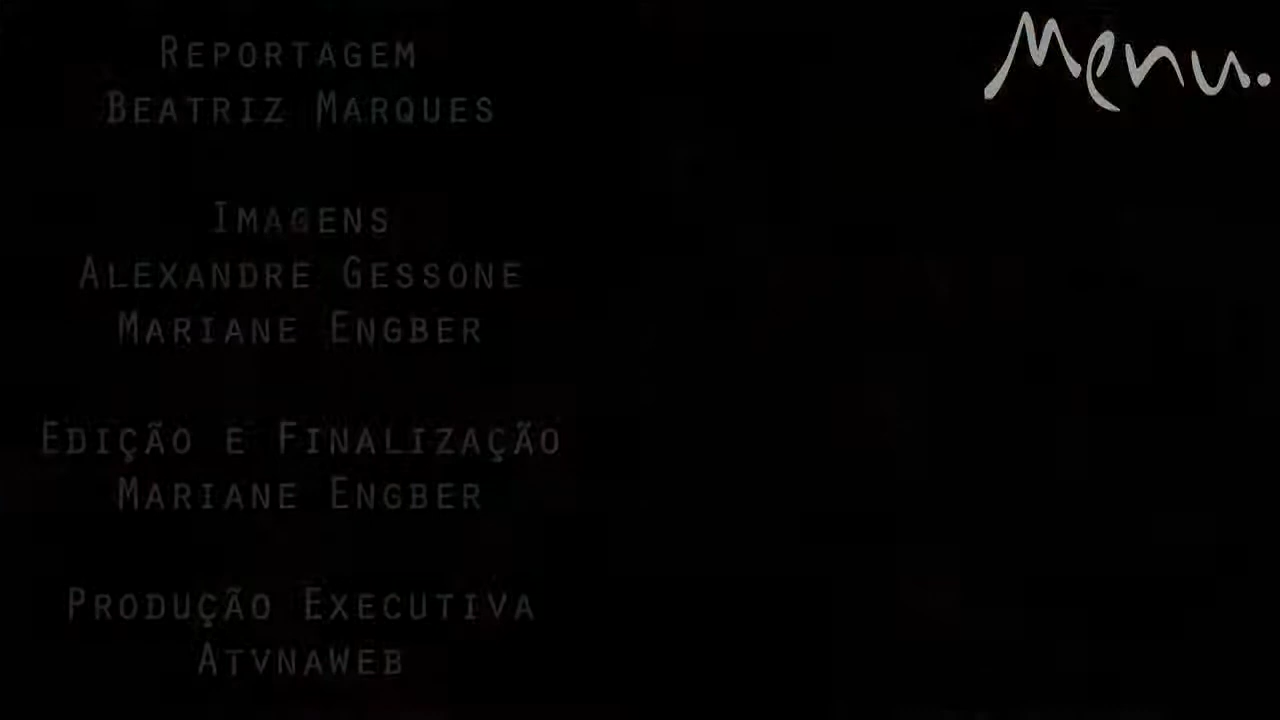 Menu.
Reportagem
Beatriz Marques
Imagens
Alexandre Gessone
Mariane Engber
Edição e Finalização
Mariane Engber
Produção Executiva
Atvnaweb